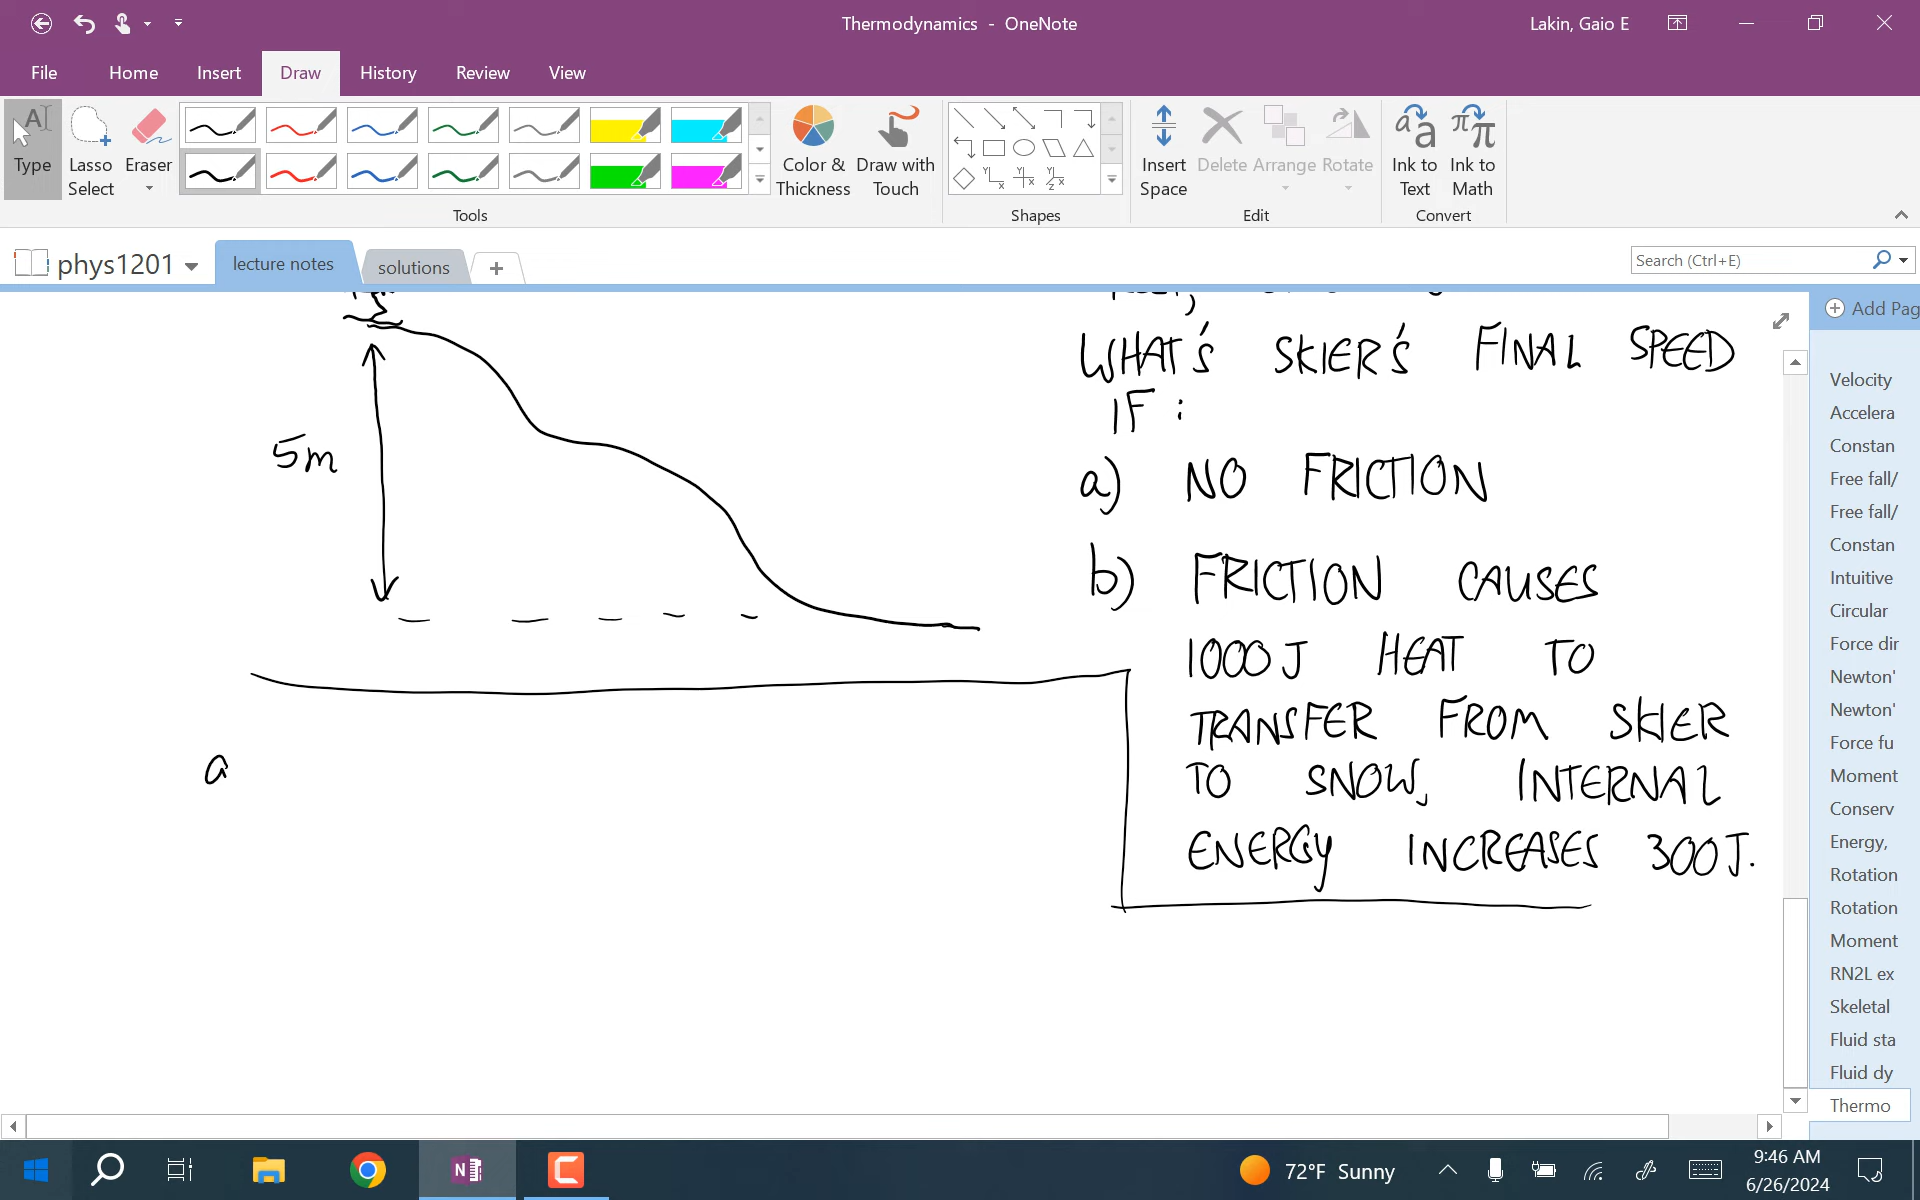 Thermodynamics - OneNote
Lakin, Gaio E
File
Home
Insert
Draw
History
Review
View
Type
Lasso Select
Eraser
Color & Thickness
Draw with Touch
Insert Space
Delete
Arrange
Rotate
Ink to Text
Ink to Math
Tools
Shapes
Edit
Convert
phys1201
lecture notes
solutions
Search (Ctrl+E)
Add Pag
WHAT'S SKIER'S FINAL SPEED
IF :
a) NO FRICTION
b) FRICTION CAUSES
1000J HEAT TO
TRANSFER FROM SKIER
TO SNOW, INTERNAL
ENERGY INCREASES 300J.
5m
a
Velocity
Accelera
Constan
Free fall/
Free fall/
Constan
Intuitive
Circular
Force dir
Newton'
Newton'
Force fu
Moment
Conserv
Energy,
Rotation
Rotation
Moment
RN2L ex
Skeletal
Fluid sta
Fluid dy
Thermo
72°F Sunny
9:46 AM
6/26/2024